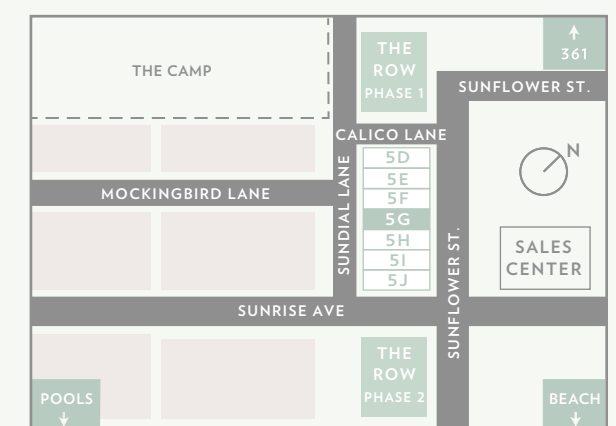 THE CAMP
THE
ROW
PHASE 1
361
SUNFLOWER ST.
CALICO LANE
5D
5E
5F
5G
5H
5I
5J
N
MOCKINGBIRD LANE
SUNDIAL LANE
SUNFLOWER ST.
SALES
CENTER
SUNRISE AVE
THE
ROW
PHASE 2
POOLS
BEACH